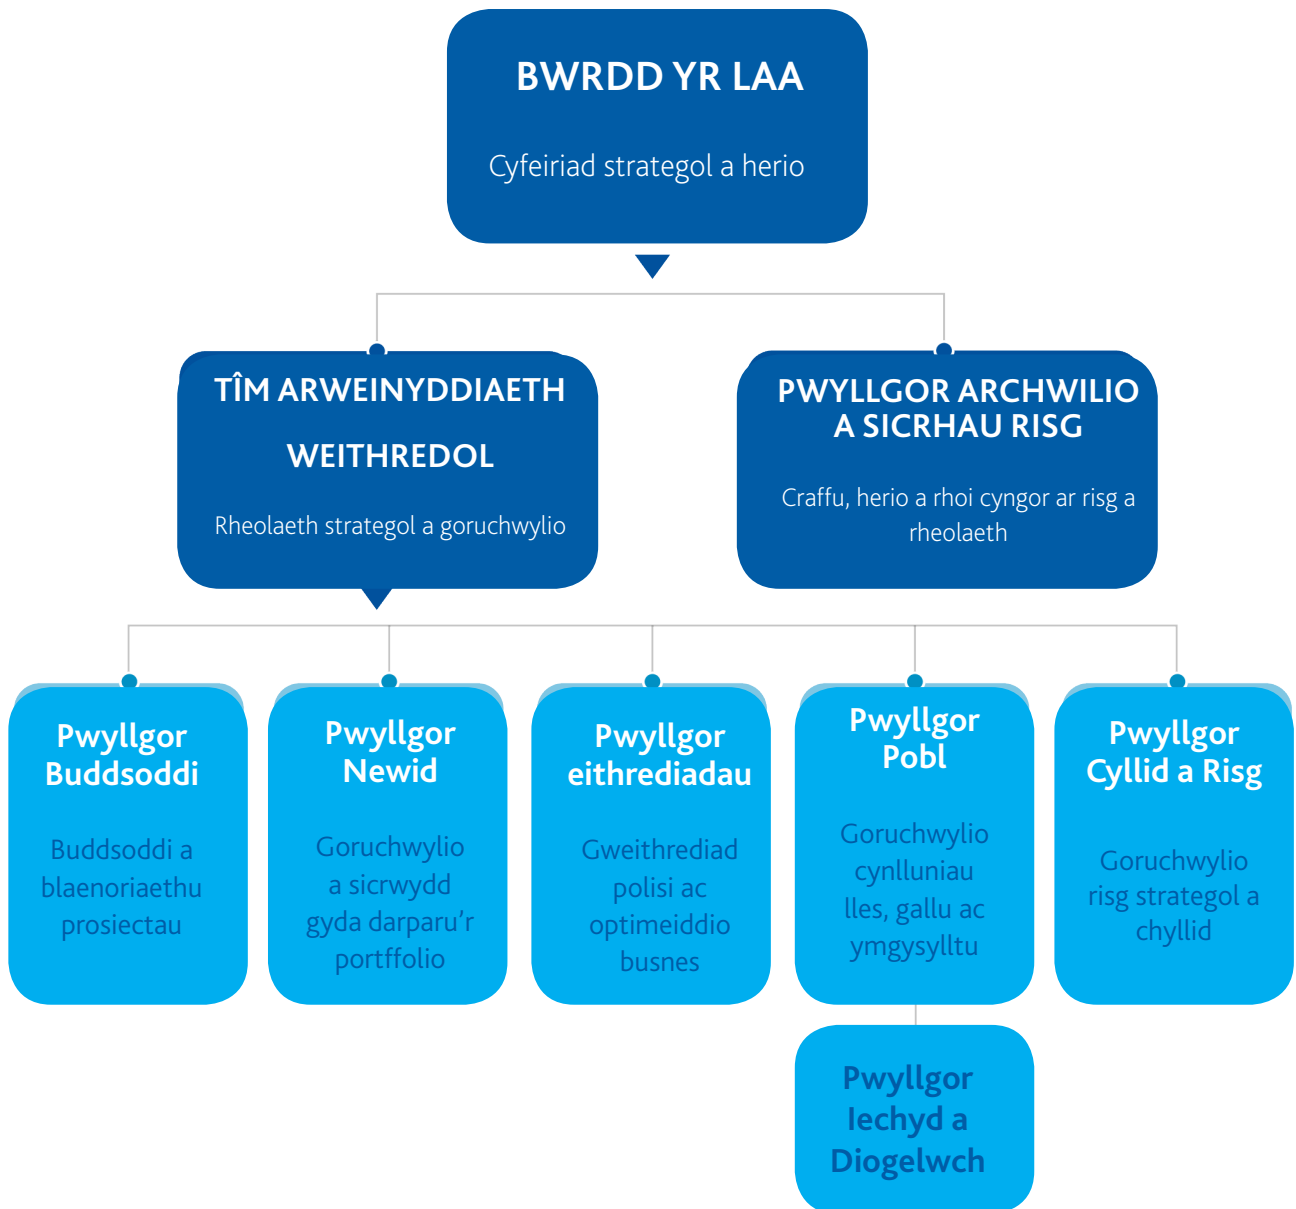 BWRDD YR LAA
Cyfeiriad strategol a herio
TÎM ARWEINYDDIAETH
WEITHREDOL
Rheolaeth strategol a goruchwylio
PWYLLGOR ARCHWILIO
A SICRHAU RISG
Craffu, herio a rhoi cyngor ar risg a
rheolaeth
Pwyllgor
Buddsoddi
Buddsoddi a
blaenoriaethu
prosiectau
Pwyllgor
Newid
Goruchwylio
a sicrwydd
gyda darparu’r
portffolio
Pwyllgor
eithrediadau
Gweithrediad
polisi ac
optimeiddio
busnes
Pwyllgor
Pobl
Goruchwylio
cynlluniau
lles, gallu ac
ymgysylltu
Pwyllgor
Cyllid a Risg
Goruchwylio
risg strategol a
chyllid
Pwyllgor
Iechyd a
Diogelwch